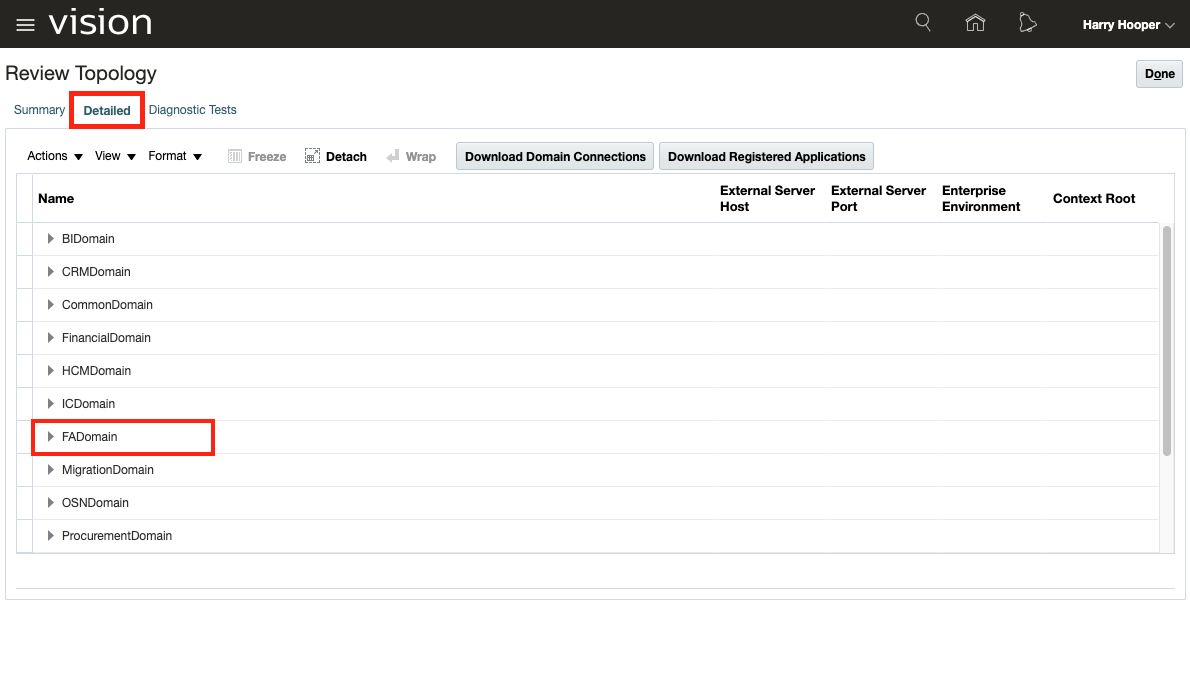 vision
Harry Hooper
Review Topology
Done
Summary Detailed Diagnostic Tests
Actions View Format Freeze Detach Wrap Download Domain Connections Download Registered Applications
Name External Server Host External Server Port Enterprise Environment Context Root
BIDomain
CRMDomain
CommonDomain
FinancialDomain
HCMDomain
ICDomain
FADomain
MigrationDomain
OSNDomain
ProcurementDomain